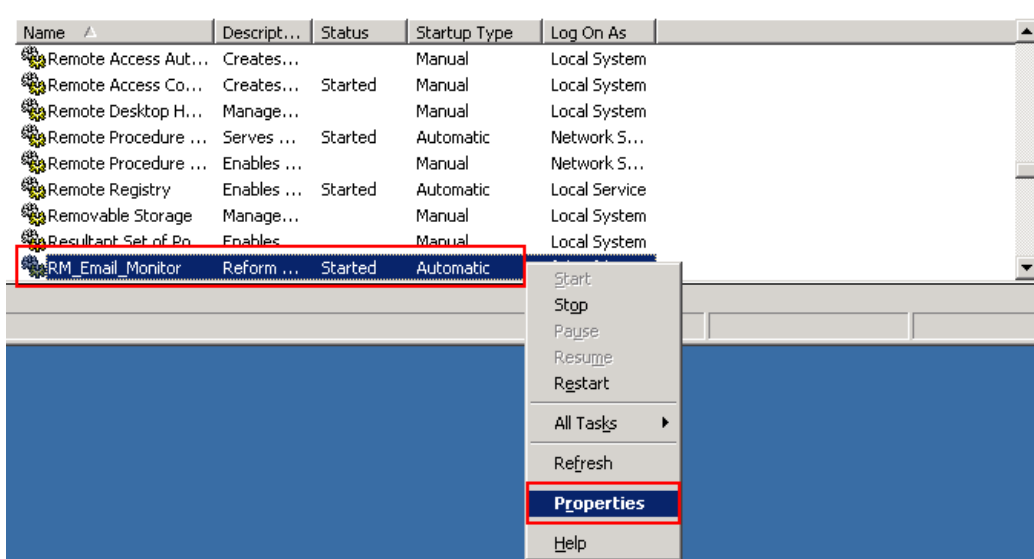 Name Descript... Status Startup Type Log On As
Remote Access Aut... Creates... Manual Local System
Remote Access Co... Creates... Started Manual Local System
Remote Desktop H... Manage... Manual Local System
Remote Procedure ... Serves ... Started Automatic Network S...
Remote Procedure ... Enables ... Manual Network S...
Remote Registry Enables ... Started Automatic Local Service
Removable Storage Manage... Manual Local System
Resultant Set of Po Enables Manual Local System
RM_Email_Monitor Reform ... Started Automatic
Start
Stop
Pause
Resume
Restart
All Tasks
Refresh
Properties
Help